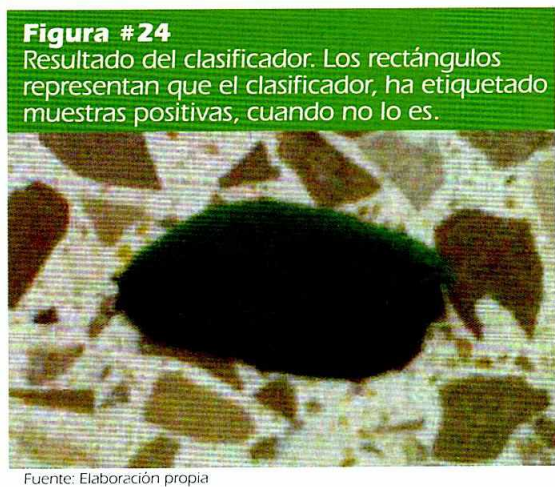 Figura #24
Resultado del clasificador. Los rectángulos
representan que el clasificador, ha etiquetado
muestras positivas, cuando no lo es.
Fuente: Elaboración propia